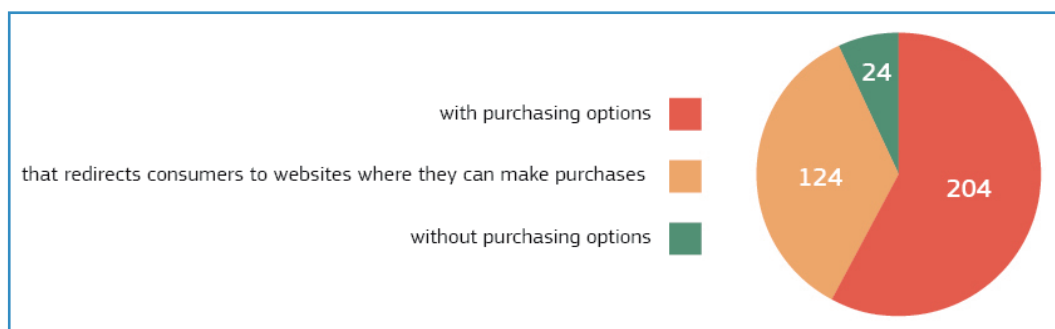 with purchasing options
that redirects consumers to websites where they can make purchases
without purchasing options
24
124
204